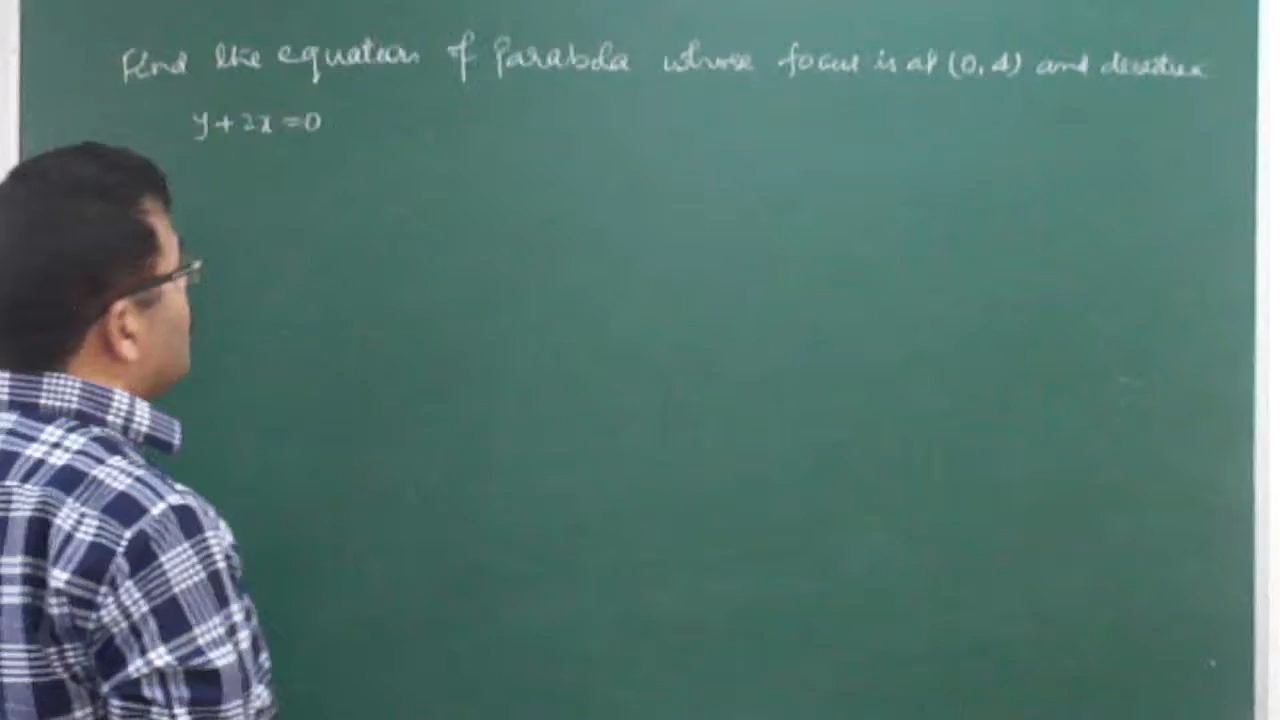 Find the equation of Parabola whose focus is at (0, 4) and directrix
y + 2x = 0